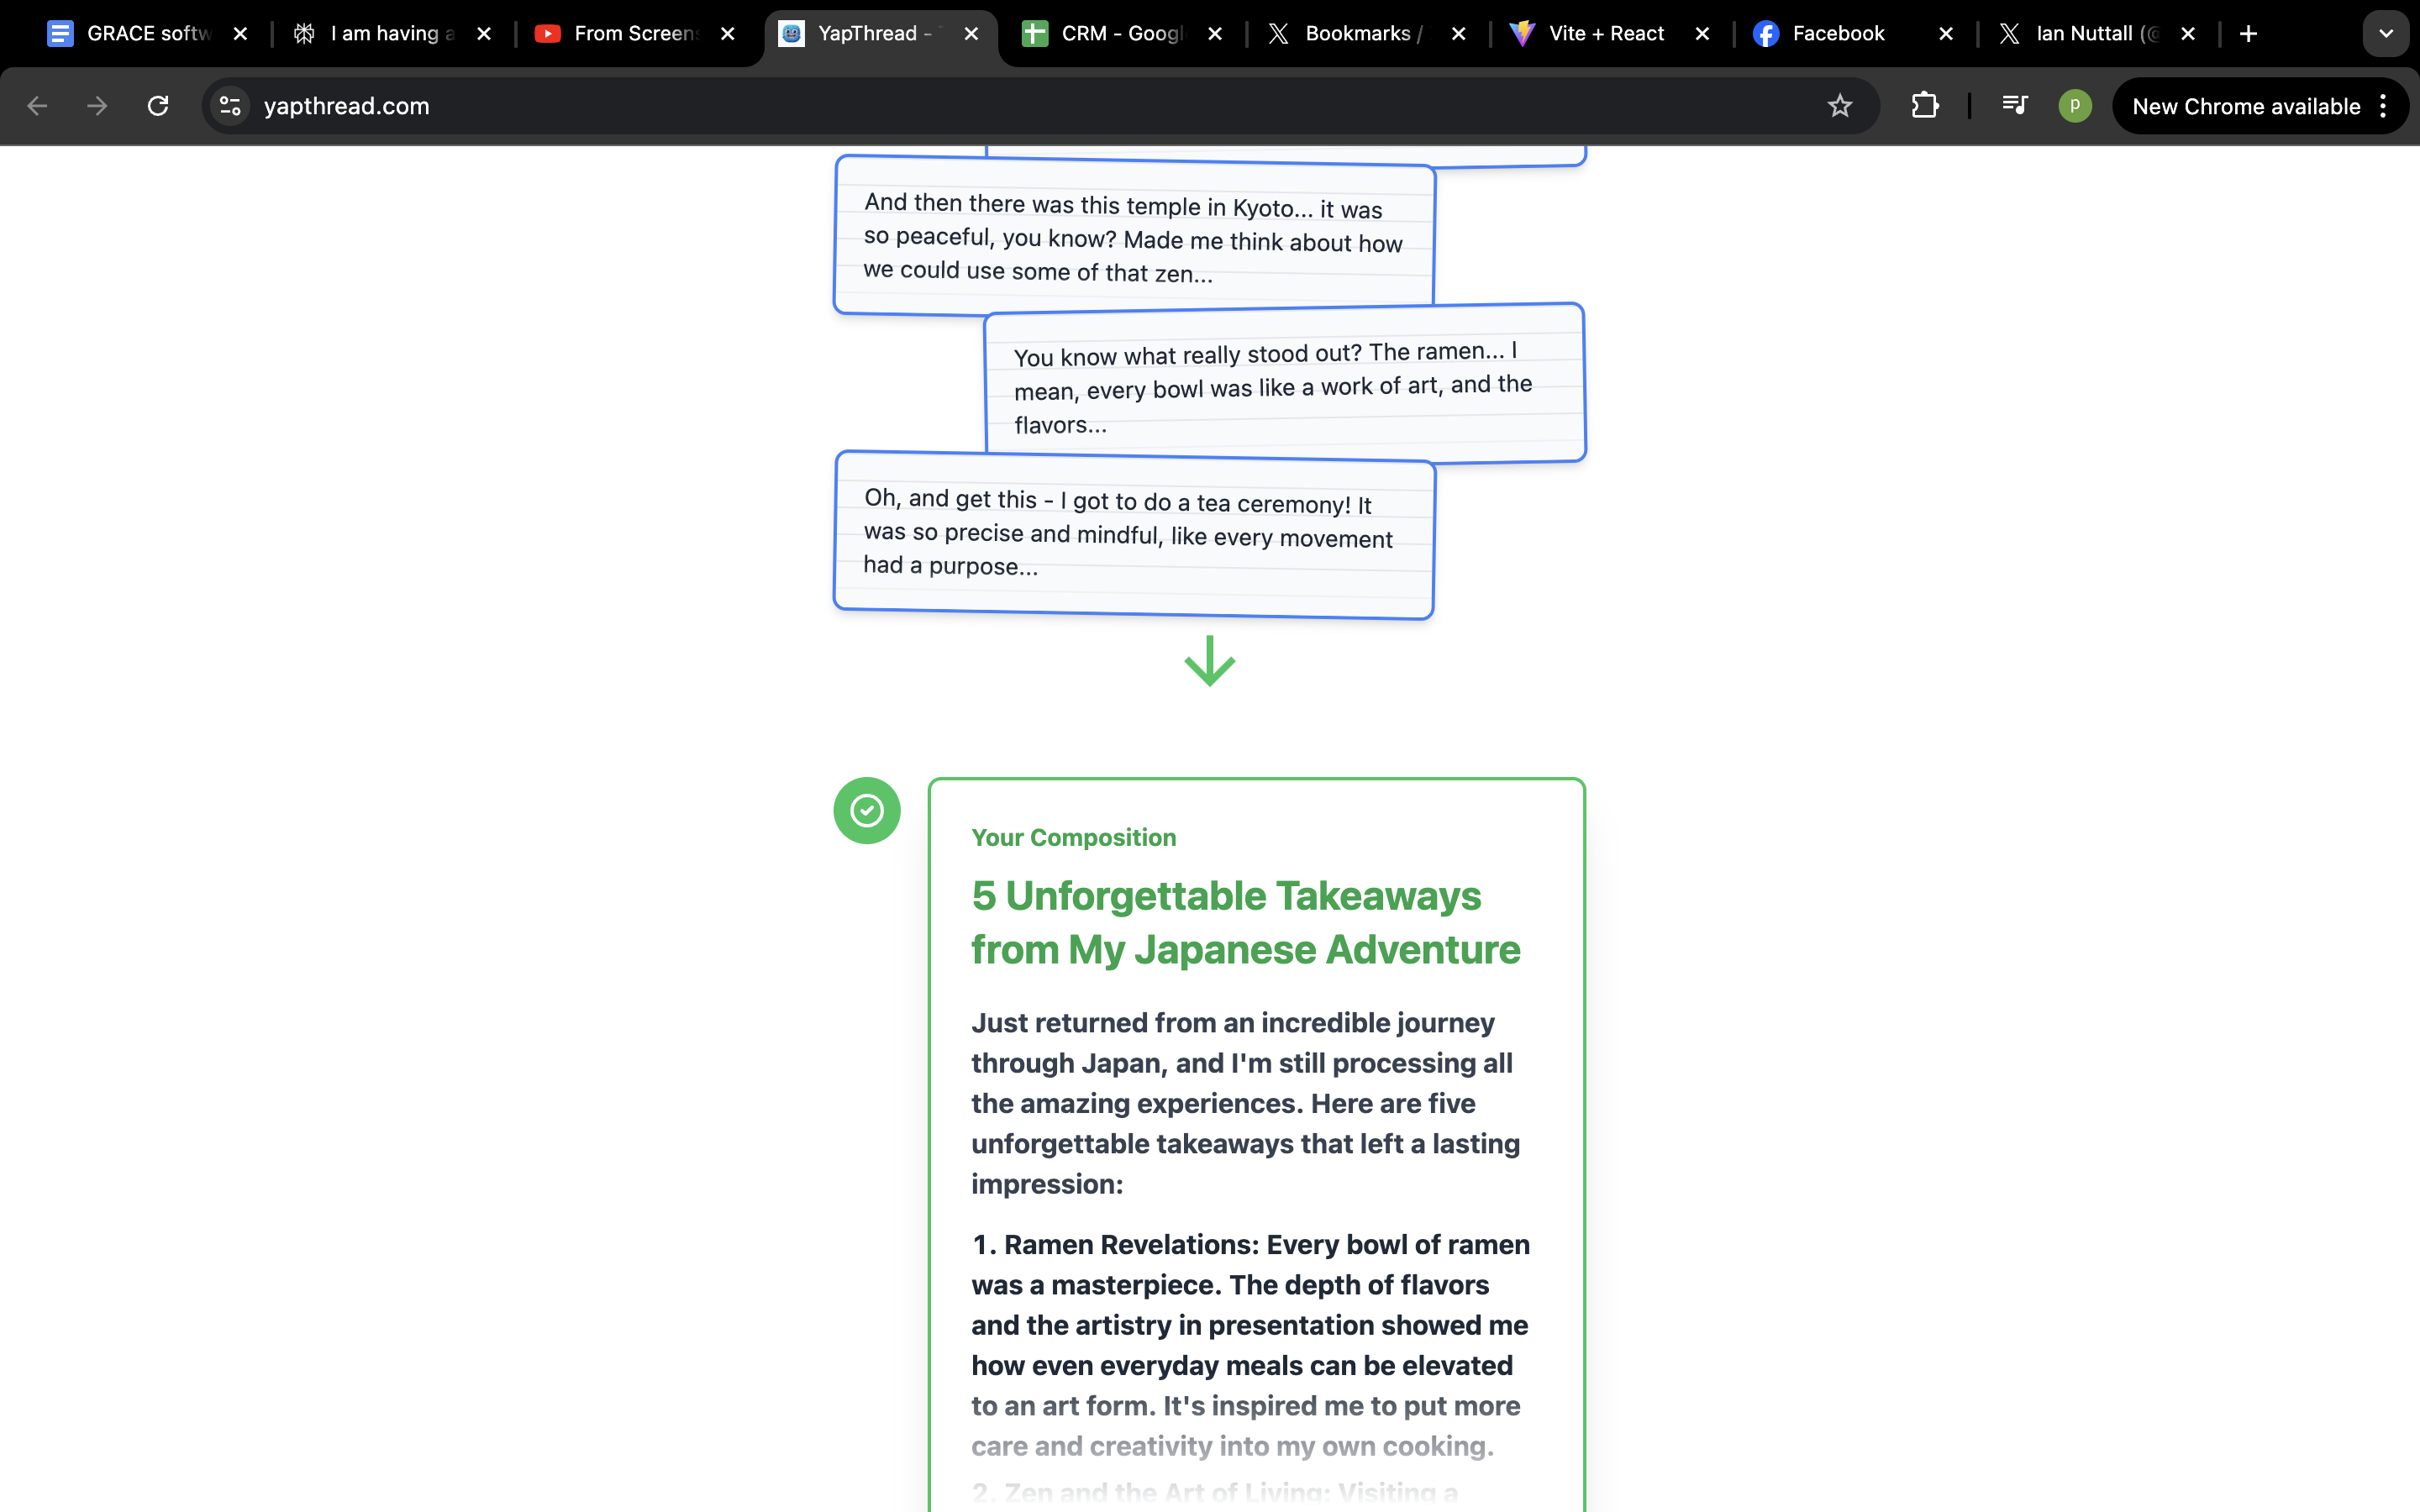 GRACE softw
I am having a
From Screens
YapThread -
CRM - Googl
Bookmarks /
Vite + React
Facebook
Ian Nuttall (@
yapthread.com
p
New Chrome available
And then there was this temple in Kyoto... it was
so peaceful, you know? Made me think about how
we could use some of that zen...
You know what really stood out? The ramen... I
mean, every bowl was like a work of art, and the
flavors...
Oh, and get this - I got to do a tea ceremony! It
was so precise and mindful, like every movement
had a purpose...
Your Composition
5 Unforgettable Takeaways
from My Japanese Adventure
Just returned from an incredible journey
through Japan, and I'm still processing all
the amazing experiences. Here are five
unforgettable takeaways that left a lasting
impression:
1. Ramen Revelations: Every bowl of ramen
was a masterpiece. The depth of flavors
and the artistry in presentation showed me
how even everyday meals can be elevated
to an art form. It's inspired me to put more
care and creativity into my own cooking.
2. Zen and the Art of Living: Visiting a